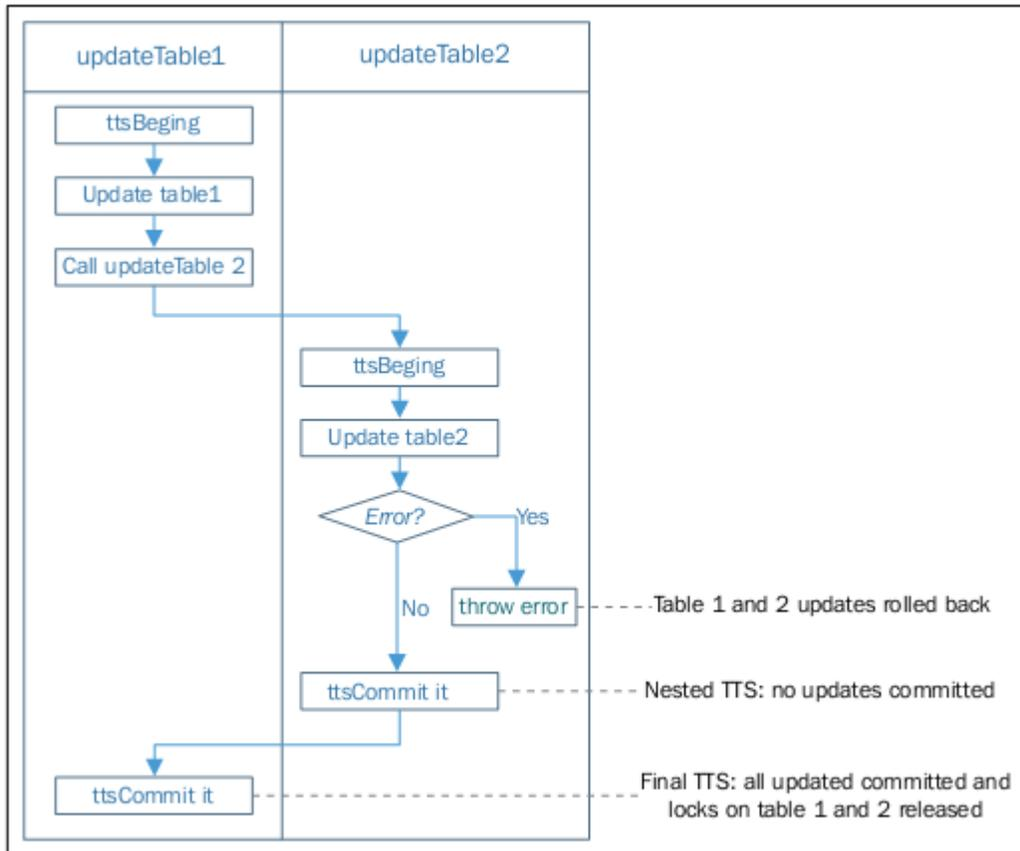 updateTable1
updateTable2
ttsBeging
Update table1
Call updateTable 2
ttsBeging
Update table2
Error?
Yes
No
throw error
Table 1 and 2 updates rolled back
ttsCommit it
Nested TTS: no updates committed
ttsCommit it
Final TTS: all updated committed and
locks on table 1 and 2 released